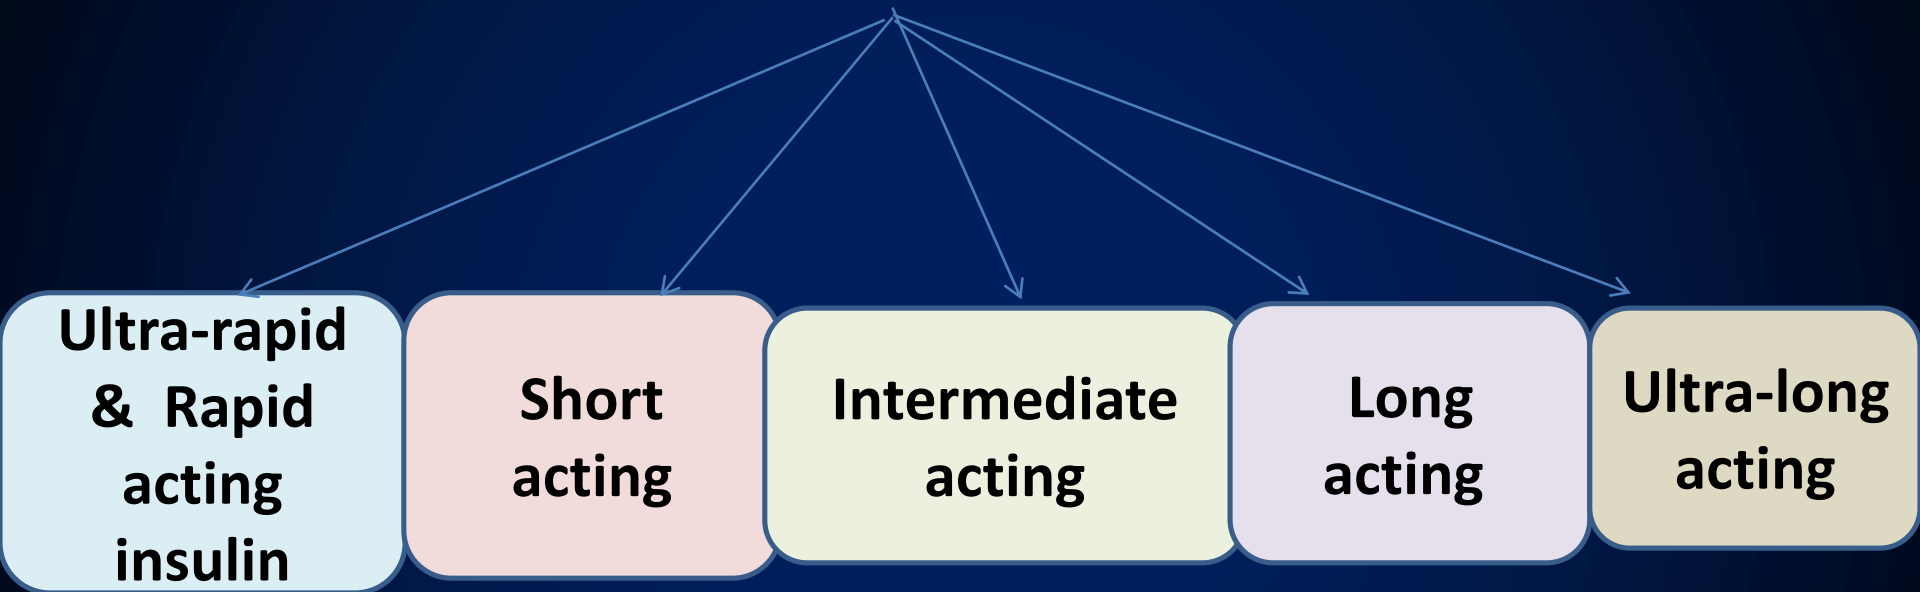 Ultra-rapid
& Rapid
acting
insulin
Short
acting
Intermediate
acting
Long
acting
Ultra-long
acting